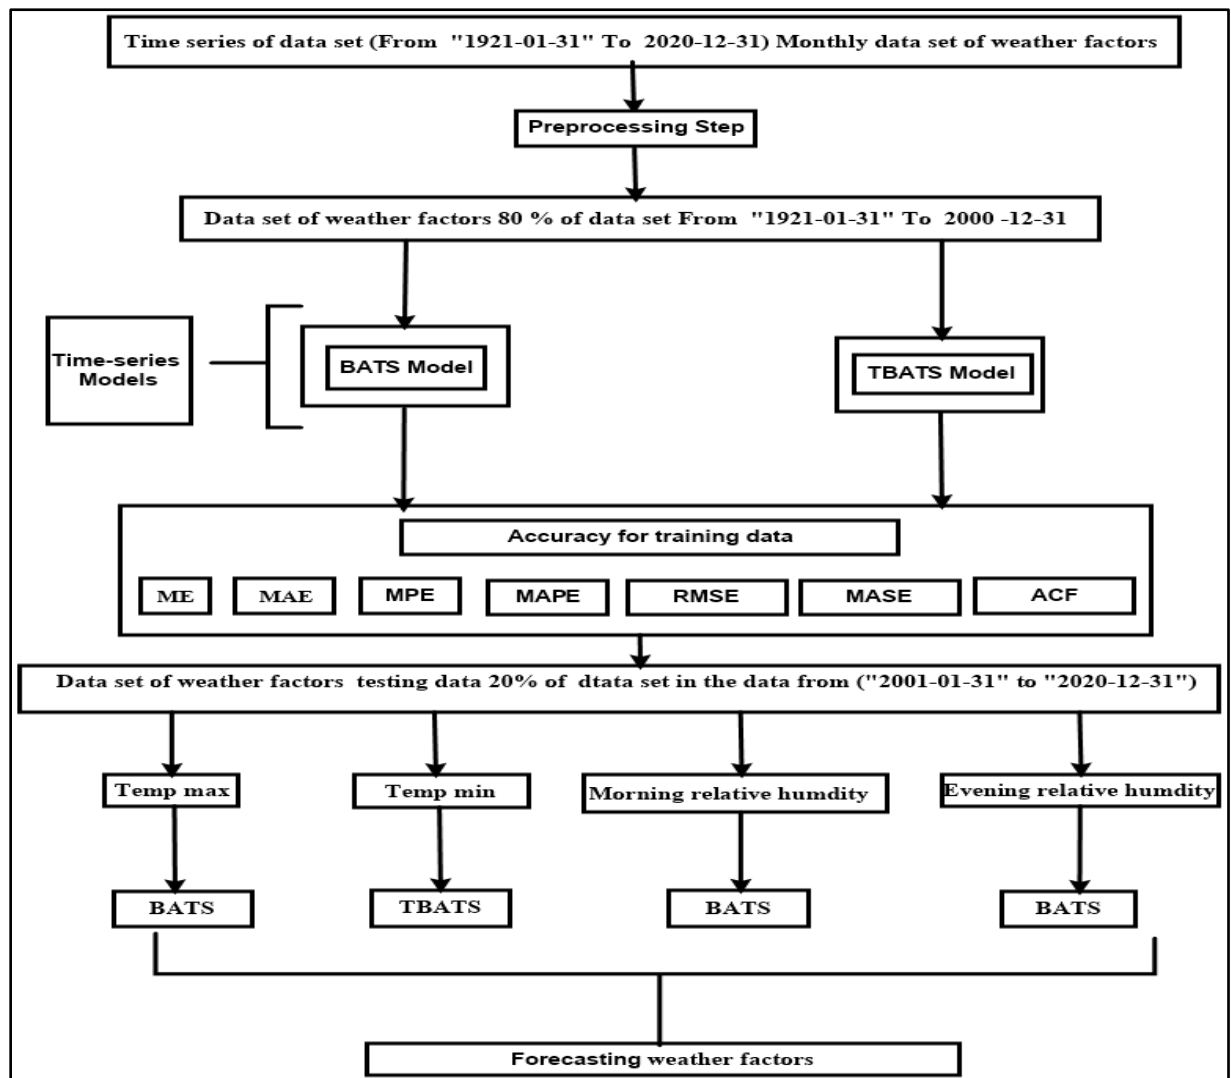 Time series of data set (From "1921-01-31" To 2020-12-31) Monthly data set of weather factors
Preprocessing Step
Data set of weather factors 80 % of data set From "1921-01-31" To 2000 -12-31
Time-series
Models
BATS Model
TBATS Model
Accuracy for training data
ME
MAE
MPE
MAPE
RMSE
MASE
ACF
Data set of weather factors testing data 20% of dtata set in the data from ("2001-01-31" to "2020-12-31")
Temp max
Temp min
Morning relative humdity
Evening relative humdity
BATS
TBATS
BATS
BATS
Forecasting weather factors